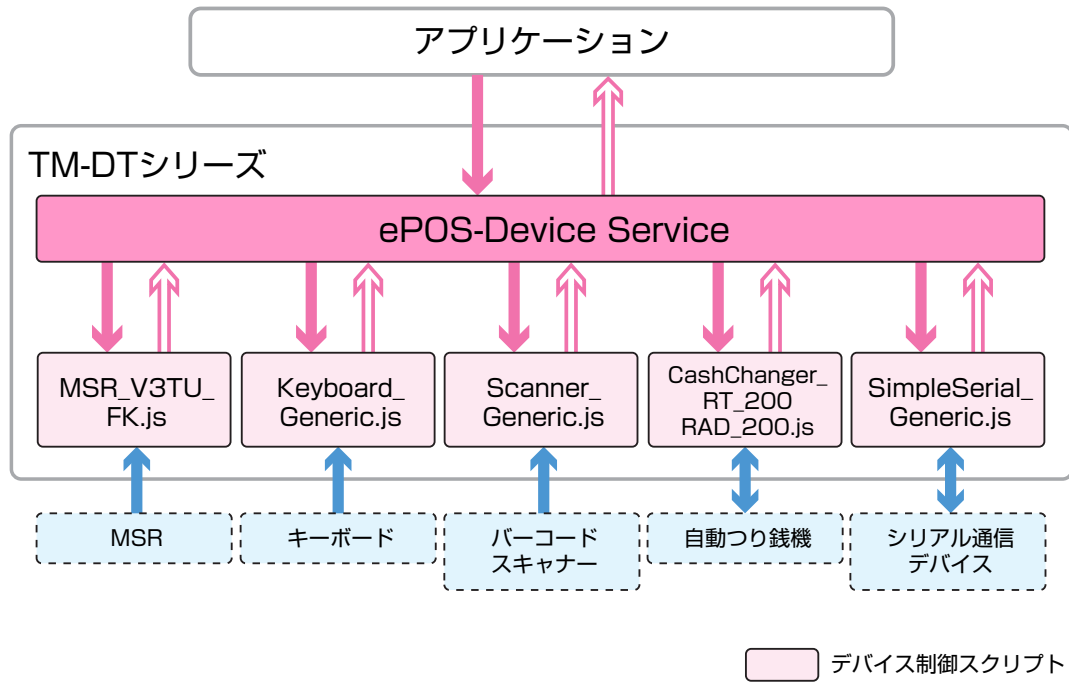 アプリケーション
TM-DTシリーズ
ePOS-Device Service
MSR_V3TU_
FK.js
Keyboard_
Generic.js
Scanner_
Generic.js
CashChanger_
RT_200
RAD_200.js
SimpleSerial_
Generic.js
MSR
キーボード
バーコード
スキャナー
自動つり銭機
シリアル通信
デバイス
デバイス制御スクリプト